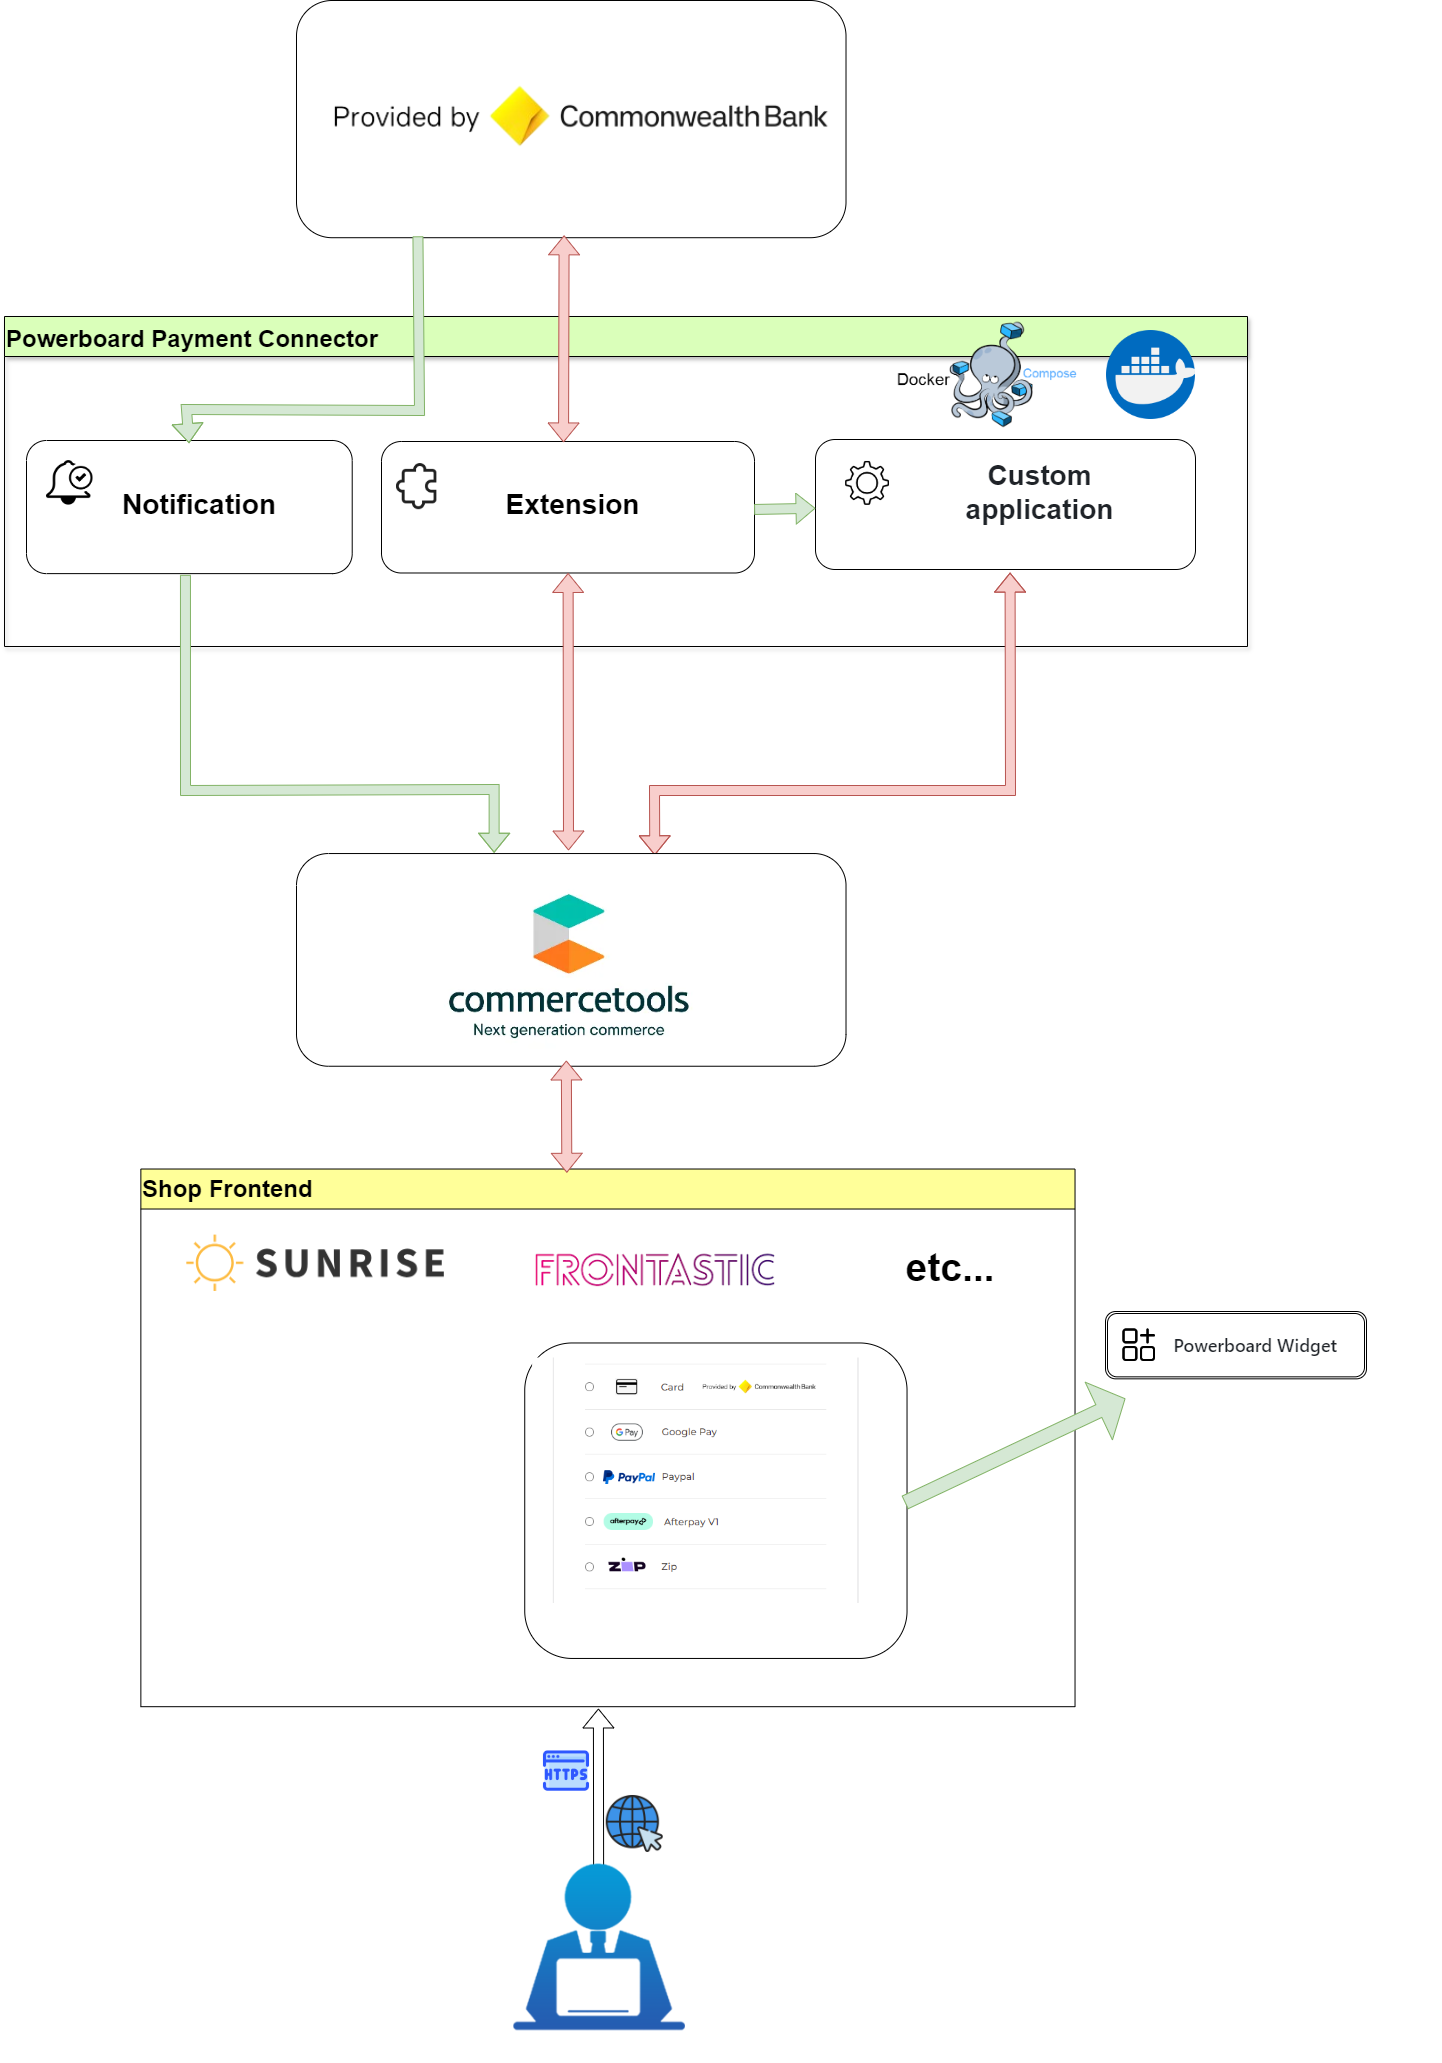 Provided by CommonwealthBank
Powerboard Payment Connector
Docker Compose
Notification
Extension
Custom
application
commercetools
Next generation commerce
Shop Frontend
SUNRISE
FRONTASTIC
etc...
Powerboard Widget
Card Provided by CommonwealthBank
G Pay Google Pay
PayPal Paypal
afterpay Afterpay V1
ZIP Zip
HTTPS